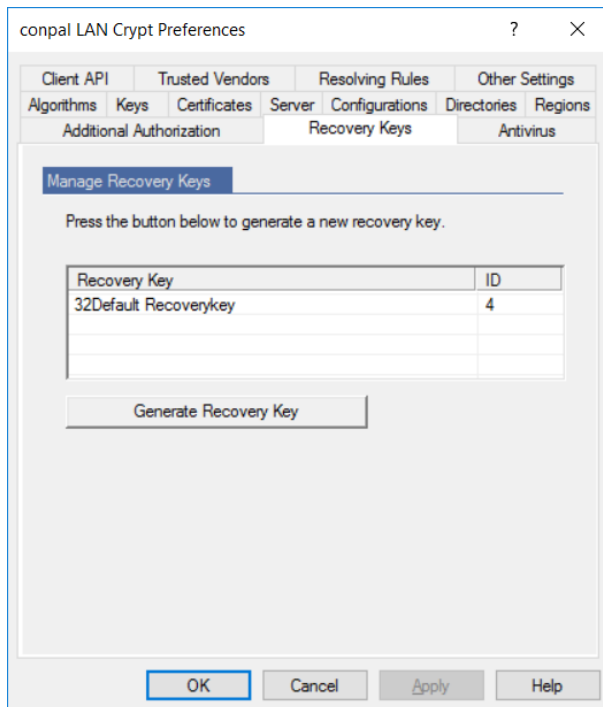 conpal LAN Crypt Preferences ?
Client API Trusted Vendors Resolving Rules Other Settings
Algorithms Keys Certificates Server Configurations Directories Regions
Additional Authorization Recovery Keys Antivirus
Manage Recovery Keys
Press the button below to generate a new recovery key.
Recovery Key ID
32Default Recoverykey 4
Generate Recovery Key
OK Cancel Apply Help